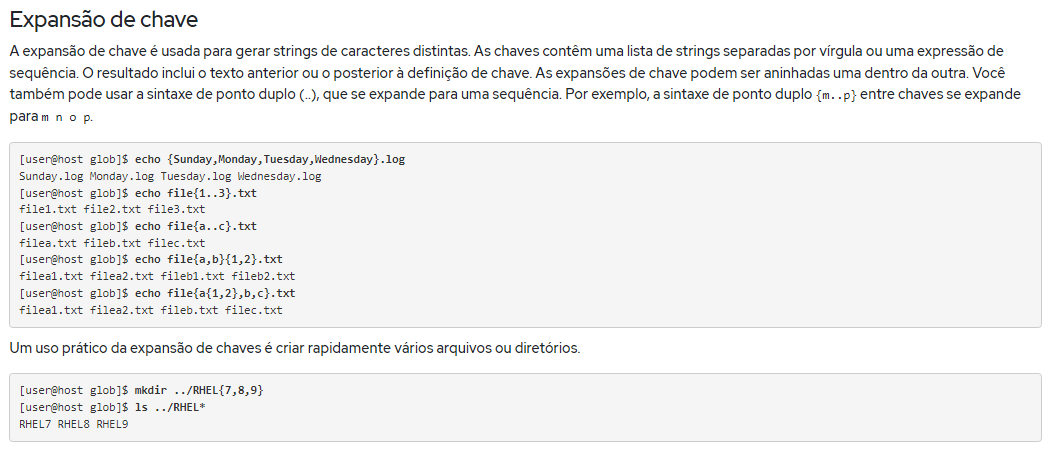 Expansão de chave
A expansão de chave é usada para gerar strings de caracteres distintas. As chaves contêm uma lista de strings separadas por vírgula ou uma expressão de
sequência. O resultado inclui o texto anterior ou o posterior à definição de chave. As expansões de chave podem ser aninhadas uma dentro da outra. Você
também pode usar a sintaxe de ponto duplo (..), que se expande para uma sequência. Por exemplo, a sintaxe de ponto duplo {m..p} entre chaves se expande
para m n o p.
[user@host glob]$ echo {Sunday,Monday,Tuesday,Wednesday}.log
Sunday.log Monday.log Tuesday.log Wednesday.log
[user@host glob]$ echo file{1..3}.txt
file1.txt file2.txt file3.txt
[user@host glob]$ echo file{a..c}.txt
filea.txt fileb.txt filec.txt
[user@host glob]$ echo file{a,b}{1,2}.txt
filea1.txt filea2.txt fileb1.txt fileb2.txt
[user@host glob]$ echo file{a{1,2},b,c}.txt
filea1.txt filea2.txt fileb.txt filec.txt
Um uso prático da expansão de chaves é criar rapidamente vários arquivos ou diretórios.
[user@host glob]$ mkdir ../RHEL{7,8,9}
[user@host glob]$ ls ../RHEL*
RHEL7 RHEL8 RHEL9